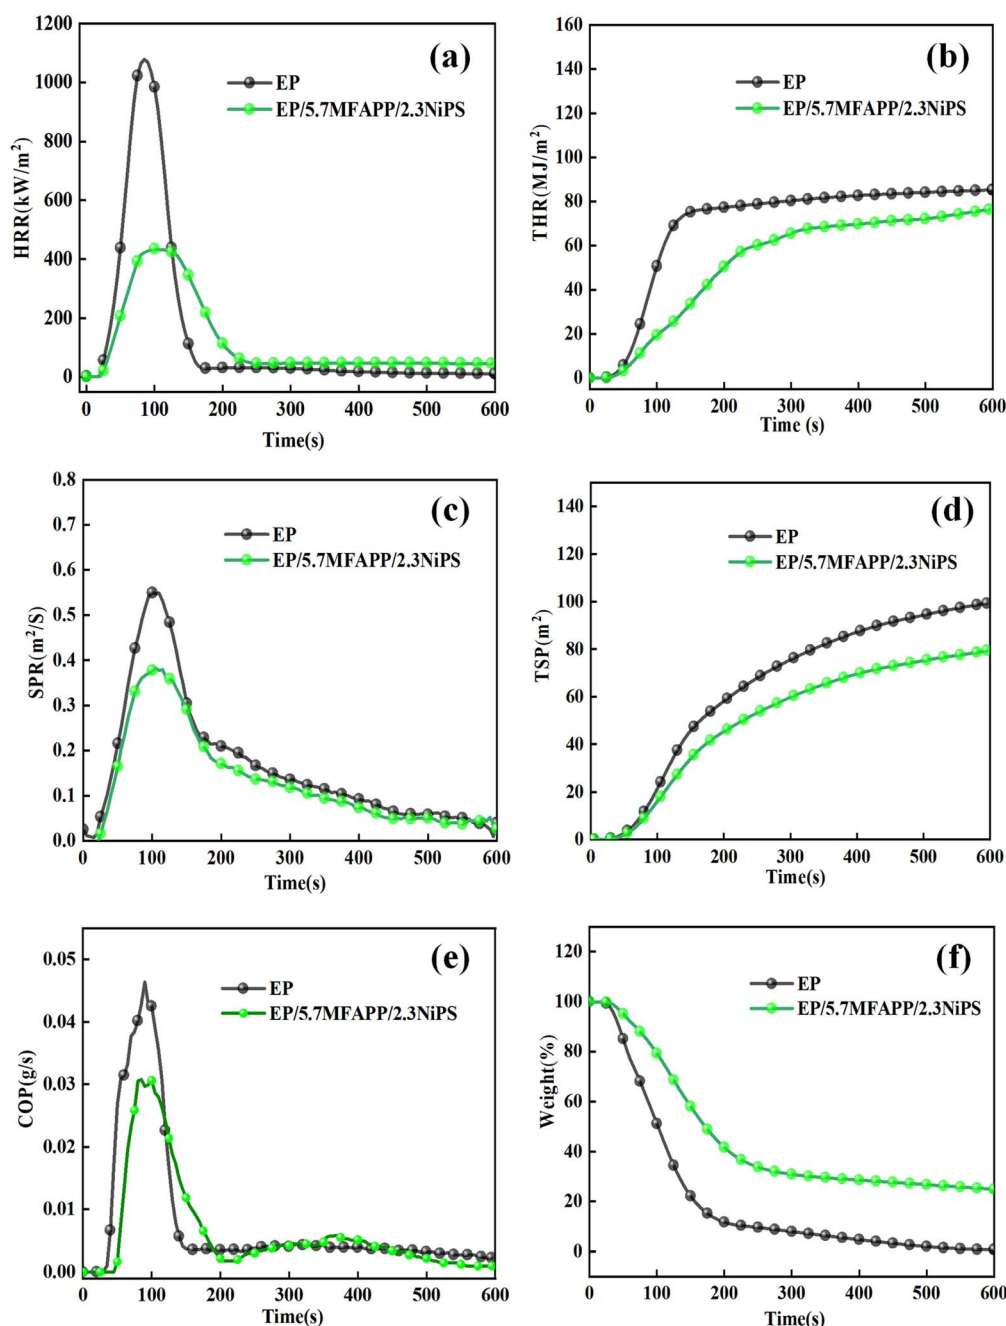 (a)
EP
EP/5.7MFAPP/2.3NiPS
HRR(kW/m²)
1200
1000
800
600
400
200
0
0 100 200 300 400 500 600
Time(s)
(b)
EP
EP/5.7MFAPP/2.3NiPS
THR(MJ/m²)
160
140
120
100
80
60
40
20
0
0 100 200 300 400 500 600
Time (s)
(c)
EP
EP/5.7MFAPP/2.3NiPS
SPR(m²/S)
0.8
0.7
0.6
0.5
0.4
0.3
0.2
0.1
0.0
0 100 200 300 400 500 600
Time(s)
(d)
EP
EP/5.7MFAPP/2.3NiPS
TSP(m²)
140
120
100
80
60
40
20
0
0 100 200 300 400 500 600
Time(s)
(e)
EP
EP/5.7MFAPP/2.3NiPS
COP(g/s)
0.05
0.04
0.03
0.02
0.01
0.00
0 100 200 300 400 500 600
Time(s)
(f)
EP
EP/5.7MFAPP/2.3NiPS
Weight(%)
120
100
80
60
40
20
0
0 100 200 300 400 500 600
Time(s)